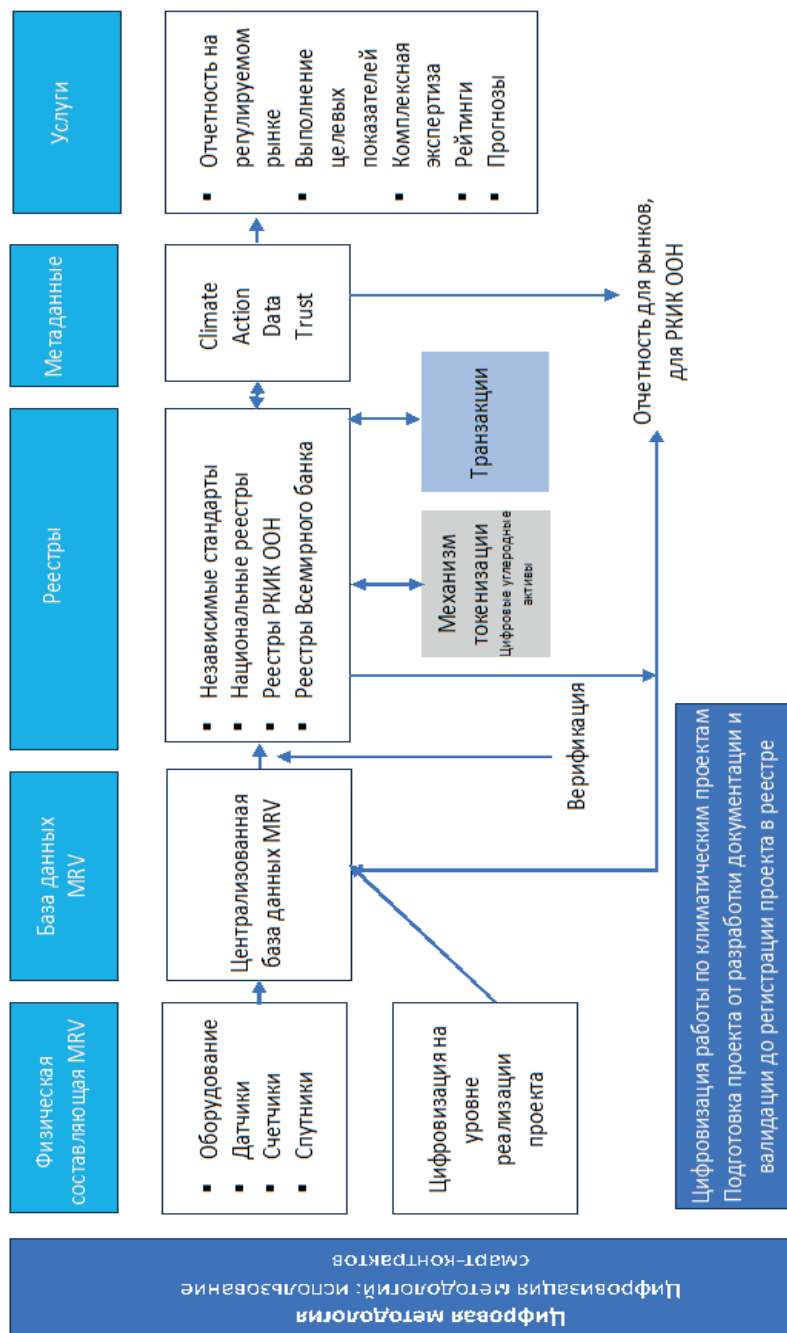 Цифровая методология
Цифровизация методологий: использование
смарт-контрактов
Физическая
составляющая MRV
База данных
MRV
Реестры
Метаданные
Услуги
▪ Оборудование
▪ Датчики
▪ Счетчики
▪ Спутники
Цифровизация на
уровне
реализации
проекта
Централизованная
база данных MRV
▪ Независимые стандарты
▪ Национальные реестры
▪ Реестры РКИК ООН
▪ Реестры Всемирного банка
Climate
Action
Data
Trust
▪ Отчетность на
регулируемом
рынке
▪ Выполнение
целевых
показателей
▪ Комплексная
экспертиза
▪ Рейтинги
▪ Прогнозы
Механизм
токенизации
Цифровые углеродные
активы
Транзакции
Верификация
Отчетность для рынков,
для РКИК ООН
Цифровизация работы по климатическим проектам
Подготовка проекта от разработки документации и
валидации до регистрации проекта в реестре